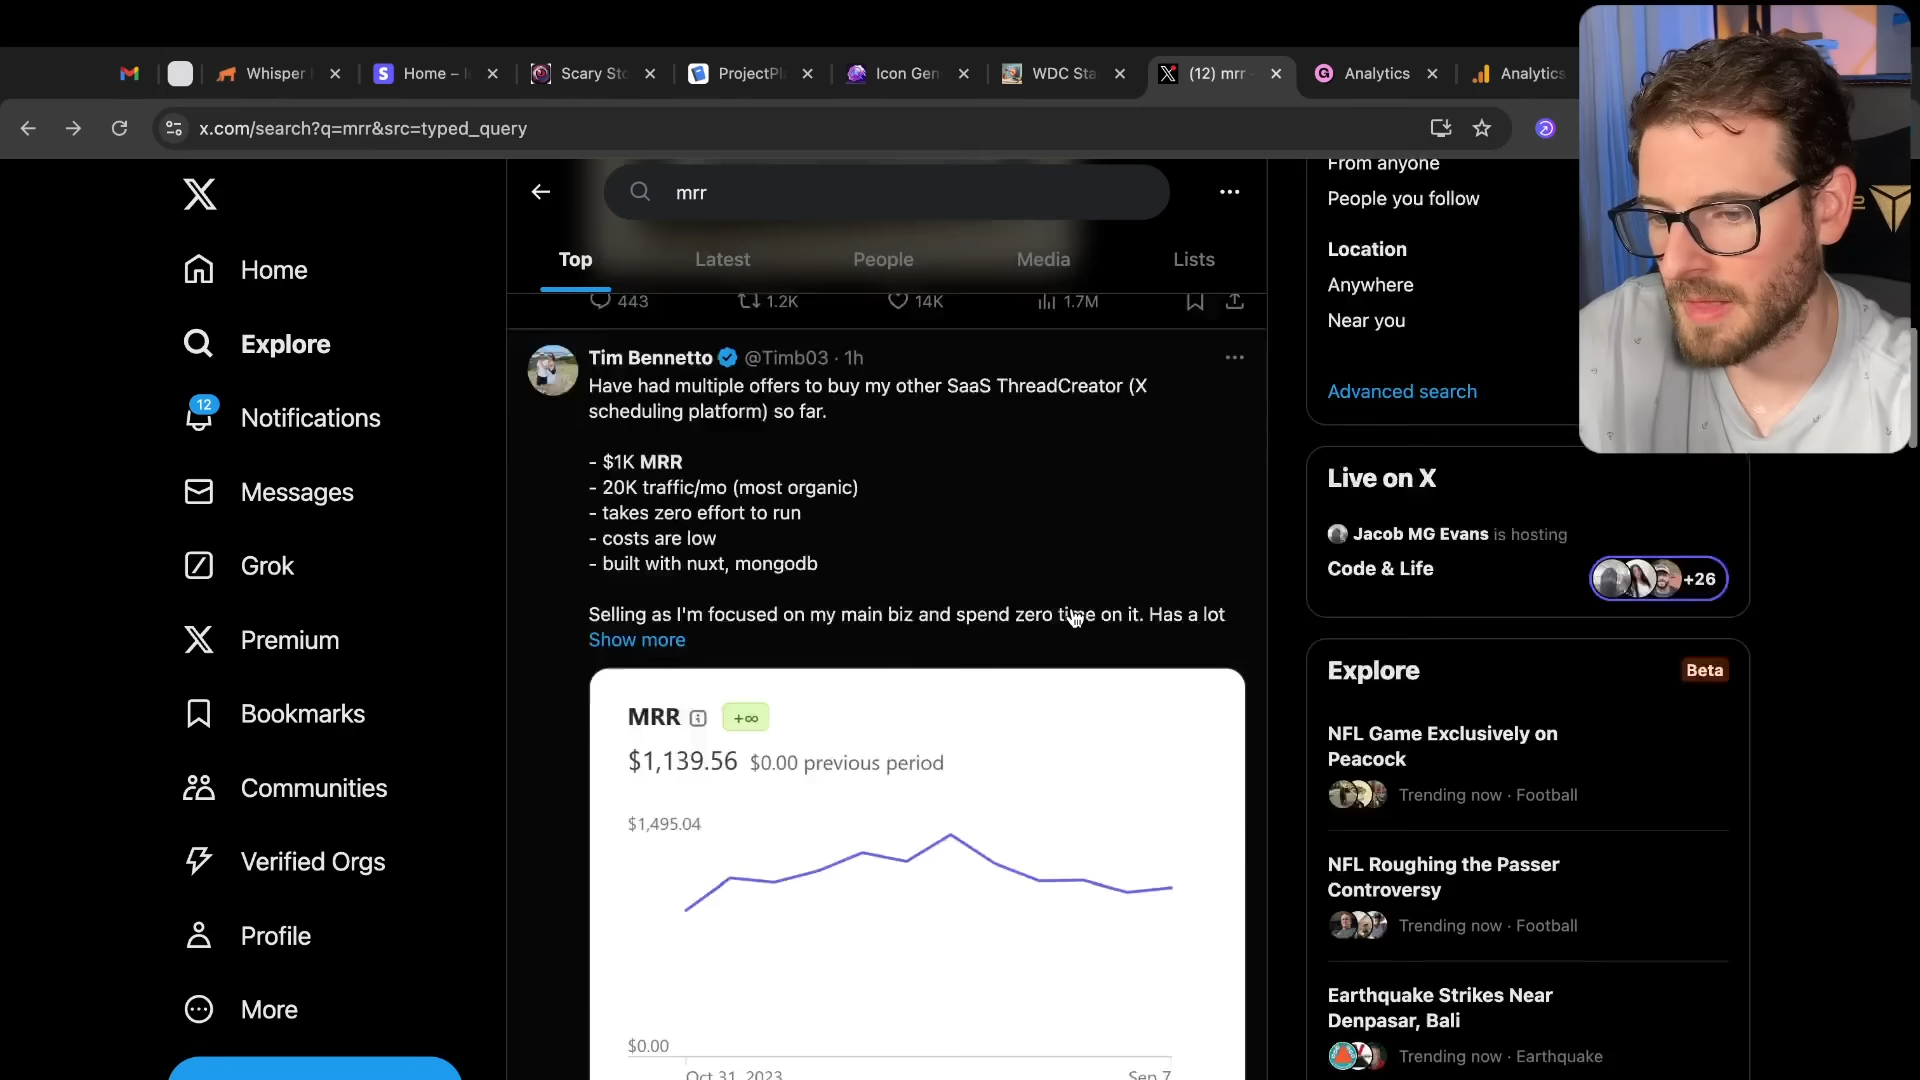 Whisper
Home –
Scary Sto
ProjectPl
Icon Gen
WDC Sta
(12) mrr
Analytics
Analytics
x.com/search?q=mrr&src=typed_query
mrr
Top
Latest
People
Media
Lists
Home
Explore
12
Notifications
Messages
Grok
Premium
Bookmarks
Communities
Verified Orgs
Profile
More
443
1.2K
14K
1.7M
Tim Bennetto @Timb03 · 1h
Have had multiple offers to buy my other SaaS ThreadCreator (X
scheduling platform) so far.
- $1K MRR
- 20K traffic/mo (most organic)
- takes zero effort to run
- costs are low
- built with nuxt, mongodb
Selling as I'm focused on my main biz and spend zero time on it. Has a lot
Show more
MRR +∞
$1,139.56 $0.00 previous period
$1,495.04
$0.00
Oct 31, 2023
Sep 7
From anyone
People you follow
Location
Anywhere
Near you
Advanced search
Live on X
Jacob MG Evans is hosting
Code & Life
+26
Explore
Beta
NFL Game Exclusively on
Peacock
Trending now · Football
NFL Roughing the Passer
Controversy
Trending now · Football
Earthquake Strikes Near
Denpasar, Bali
Trending now · Earthquake